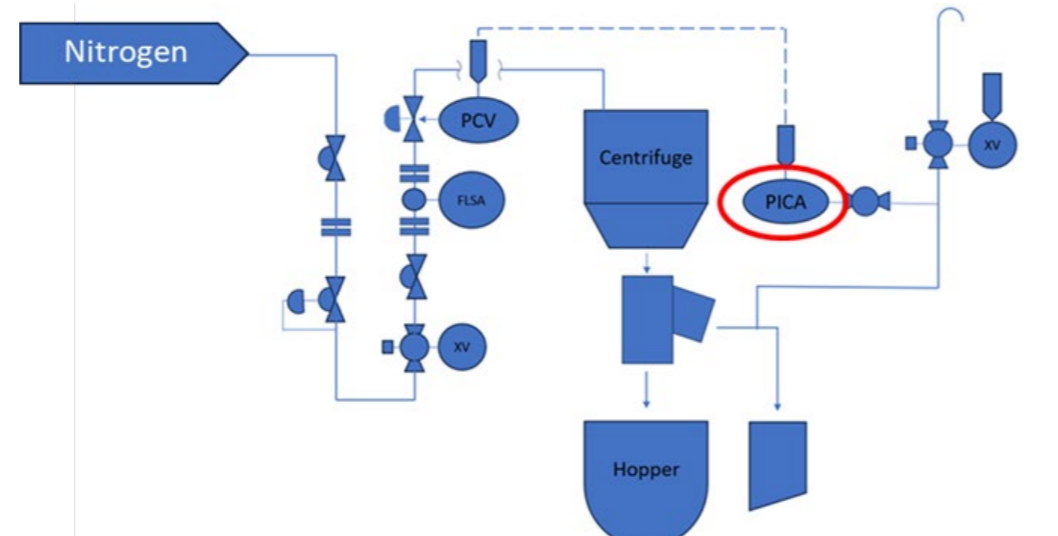 Nitrogen
PCV
Centrifuge
XV
FLSA
PICA
XV
Hopper